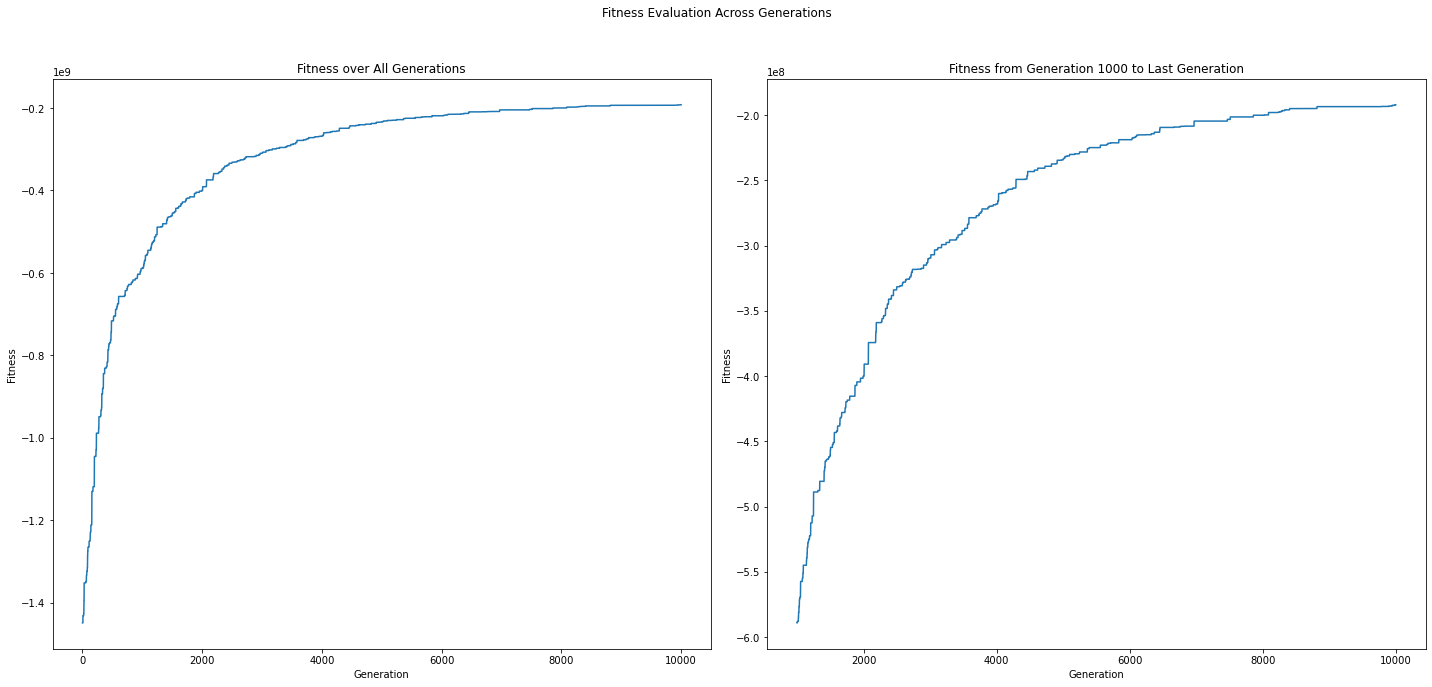 Fitness Evaluation Across Generations
Fitness over All Generations
1e9
Fitness
−0.2
−0.4
−0.6
−0.8
−1.0
−1.2
−1.4
0 2000 4000 6000 8000 10000
Generation
Fitness from Generation 1000 to Last Generation
1e8
Fitness
−2.0
−2.5
−3.0
−3.5
−4.0
−4.5
−5.0
−5.5
−6.0
2000 4000 6000 8000 10000
Generation